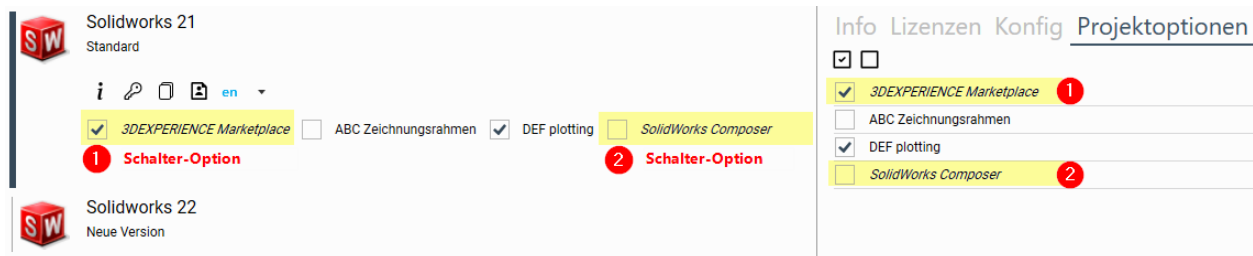 Solidworks 21
Standard
i en
3DEXPERIENCE Marketplace ABC Zeichnungsrahmen DEF plotting SolidWorks Composer
1 Schalter-Option 2 Schalter-Option
SW
Solidworks 22
Neue Version
SW
Info Lizenzen Konfig Projektoptionen
3DEXPERIENCE Marketplace 1
ABC Zeichnungsrahmen
DEF plotting
SolidWorks Composer 2